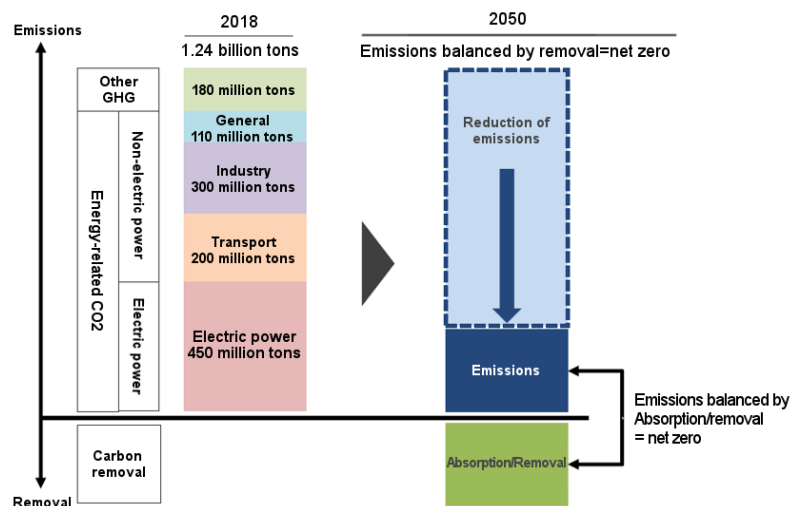 Emissions
2018
2050
1.24 billion tons
Emissions balanced by removal=net zero
Other
GHG
180 million tons
General
110 million tons
Industry
300 million tons
Transport
200 million tons
Electric power
450 million tons
Energy-related CO2
Non-electric power
Electric power
Reduction of
emissions
Emissions
Emissions balanced by
Absorption/removal
= net zero
Carbon
removal
Absorption/Removal
Removal